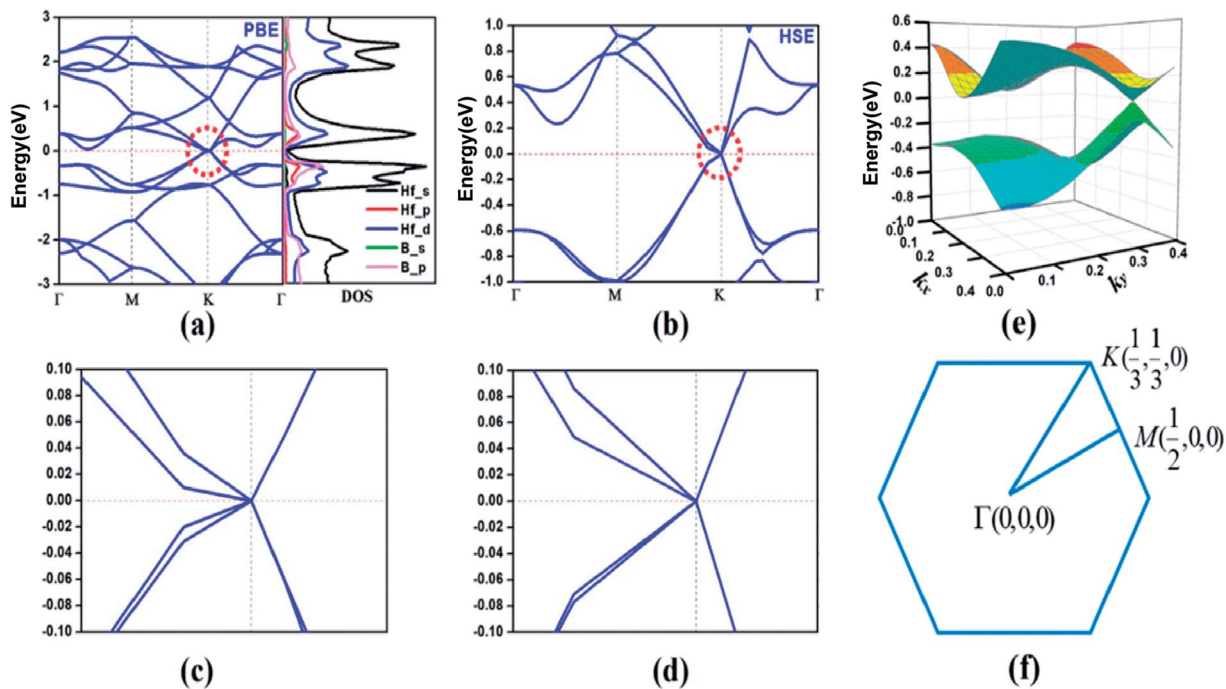 3
2
1
0
-1
-2
-3
Energy(eV)
PBE
Hf_s
Hf_p
Hf_d
B_s
B_p
Γ
M
K
Γ
DOS
(a)
1.0
0.8
0.6
0.4
0.2
0.0
-0.2
-0.4
-0.6
-0.8
-1.0
Energy(eV)
HSE
Γ
M
K
Γ
(b)
0.6
0.4
0.2
0.0
-0.2
-0.4
-0.6
-0.8
-1.0
Energy(eV)
0.1
0.2
0.3
0.4
kx
0.0
0.1
0.2
0.3
0.4
ky
(e)
0.10
0.08
0.06
0.04
0.02
0.00
-0.02
-0.04
-0.06
-0.08
-0.10
(c)
0.10
0.08
0.06
0.04
0.02
0.00
-0.02
-0.04
-0.06
-0.08
-0.10
(d)
K(1/3,1/3,0)
M(1/2,0,0)
Γ(0,0,0)
(f)